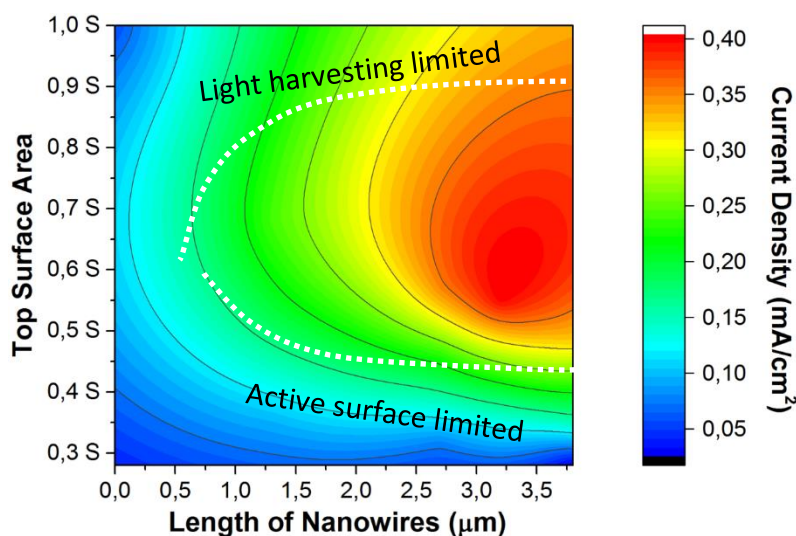 1,0 S
0,9 S
0,8 S
0,7 S
0,6 S
0,5 S
0,4 S
0,3 S
Top Surface Area
Light harvesting limited
Active surface limited
0,0 0,5 1,0 1,5 2,0 2,5 3,0 3,5
Length of Nanowires (μm)
0,40
0,35
0,30
0,25
0,20
0,15
0,10
0,05
Current Density (mA/cm²)